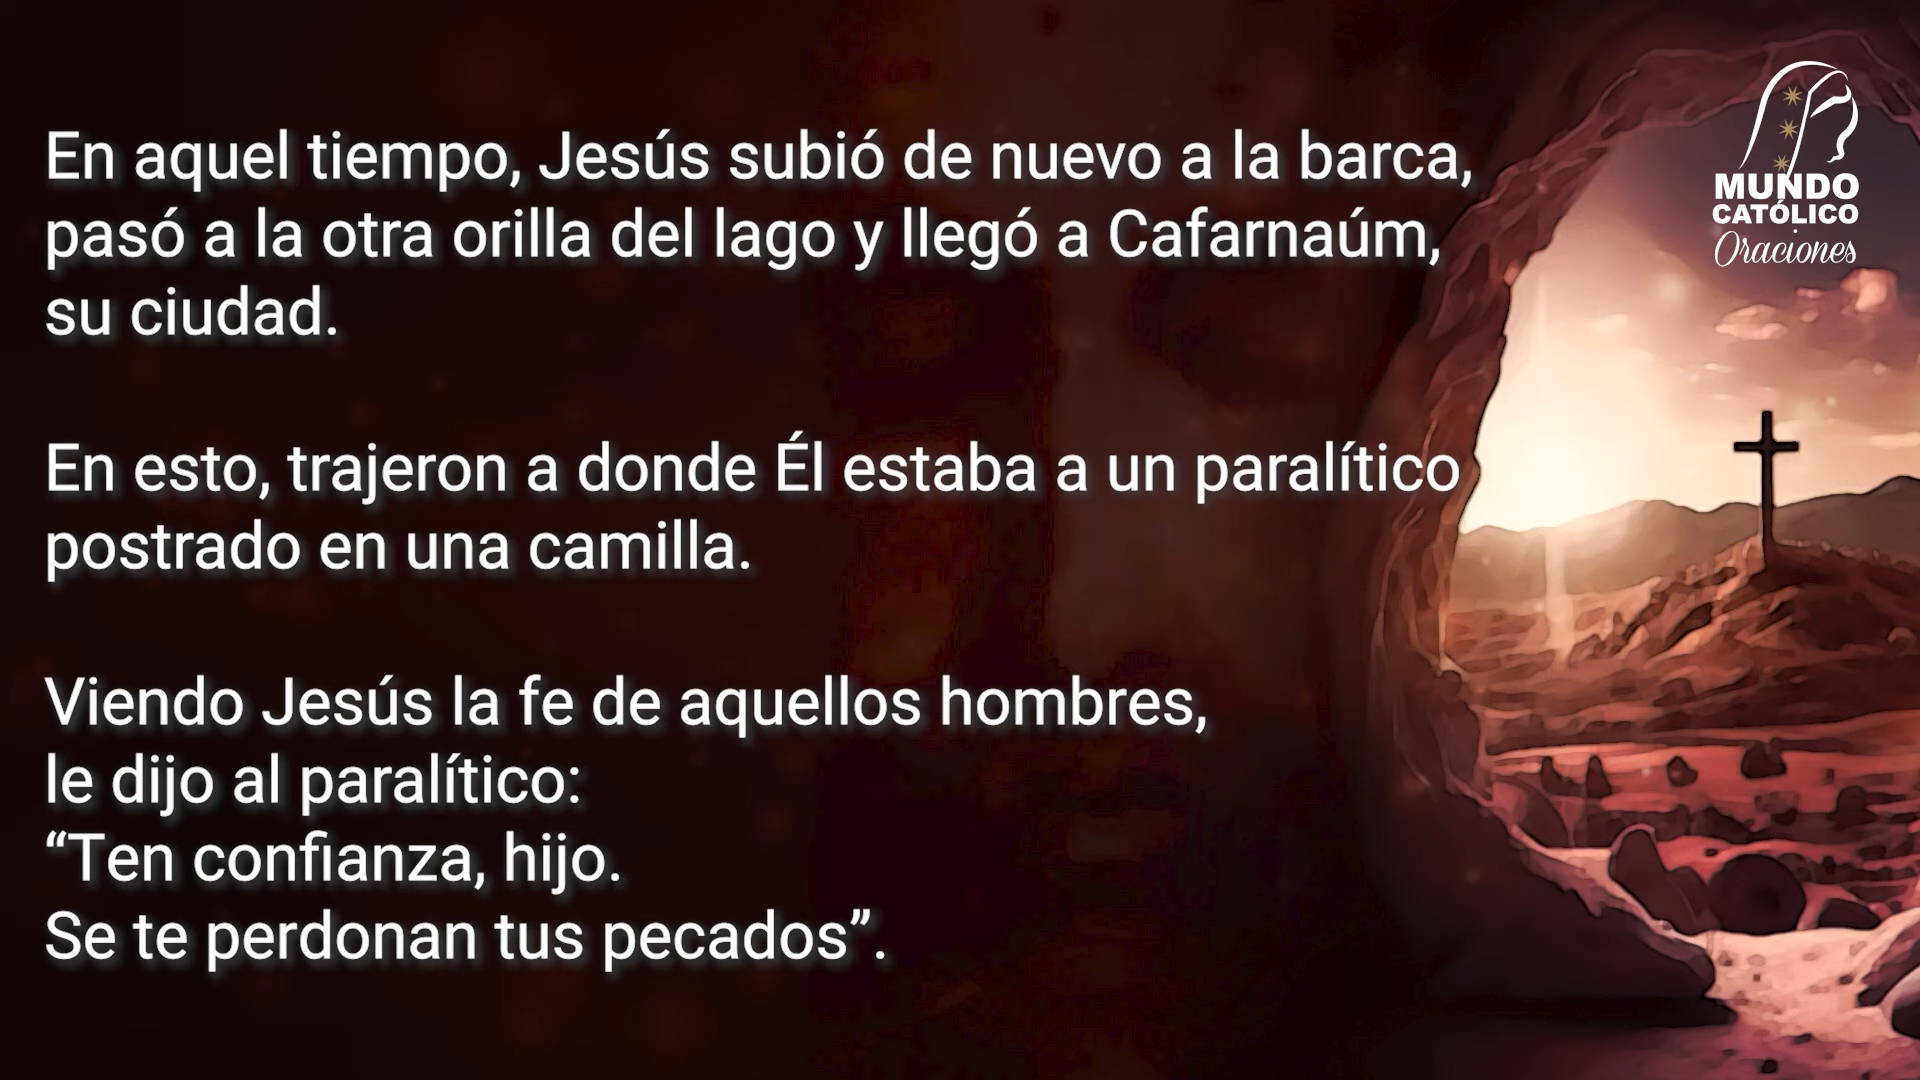 En aquel tiempo, Jesús subió de nuevo a la barca,
pasó a la otra orilla del lago y llegó a Cafarnaúm,
su ciudad.
En esto, trajeron a donde Él estaba a un paralítico
postrado en una camilla.
Viendo Jesús la fe de aquellos hombres,
le dijo al paralítico:
“Ten confianza, hijo.
Se te perdonan tus pecados”.
MUNDO
CATÓLICO
Oraciones